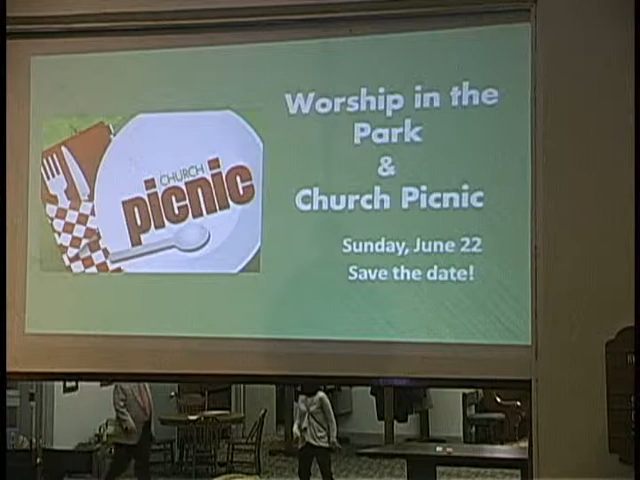 CHURCH
picnic
Worship in the
Park
&
Church Picnic
Sunday, June 22
Save the date!